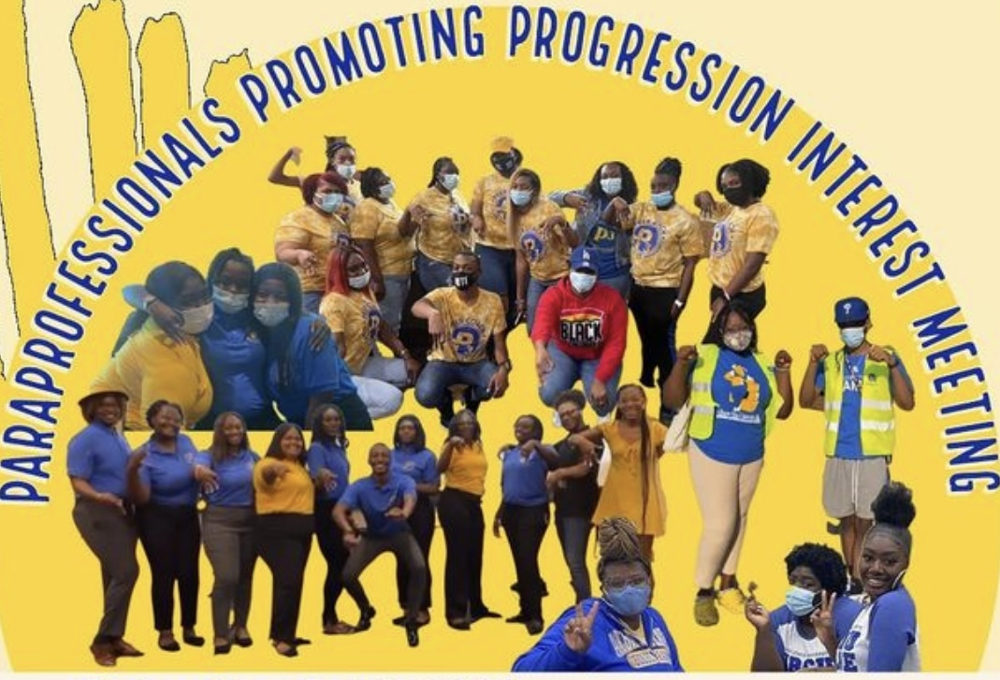 PARAPROFESSIONALS PROMOTING PROGRESSION INTEREST MEETING
BLACK